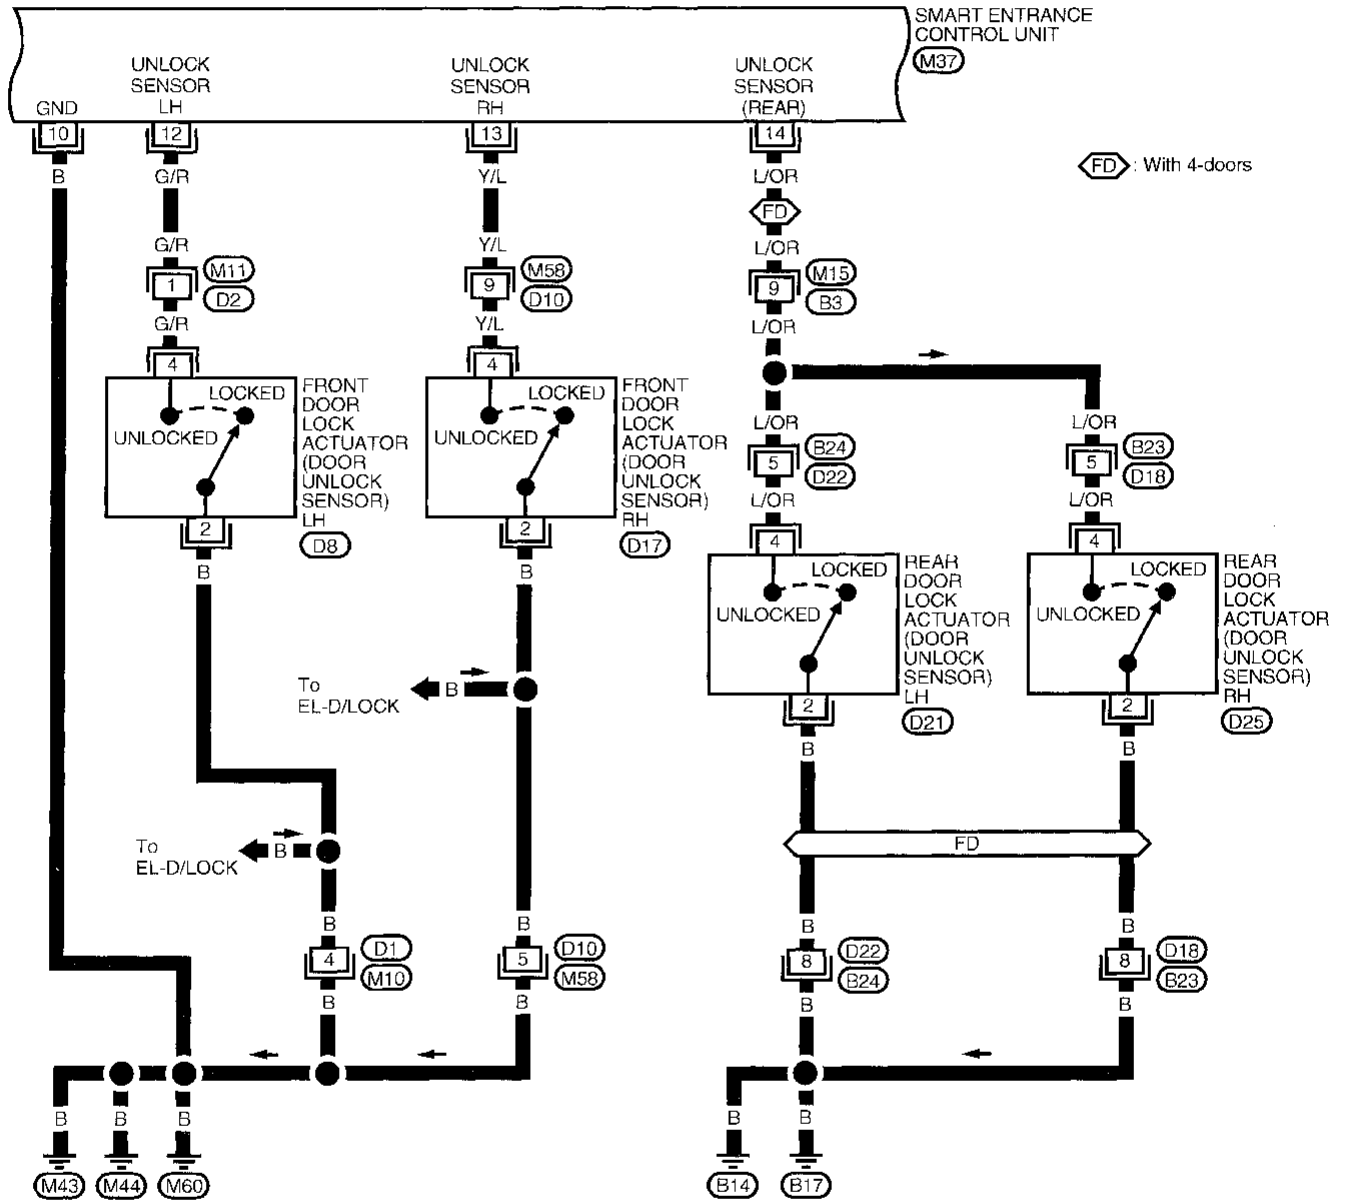 SMART ENTRANCE
CONTROL UNIT
M37
UNLOCK
SENSOR
LH
UNLOCK
SENSOR
RH
UNLOCK
SENSOR
(REAR)
GND
10
12
13
14
B
G/R
Y/L
L/OR
FD : With 4-doors
FD
G/R
Y/L
L/OR
1
M11
D2
9
M58
D10
9
M15
B3
G/R
Y/L
L/OR
4
4
LOCKED
UNLOCKED
FRONT
DOOR
LOCK
ACTUATOR
(DOOR
UNLOCK
SENSOR)
LH
D8
LOCKED
UNLOCKED
FRONT
DOOR
LOCK
ACTUATOR
(DOOR
UNLOCK
SENSOR)
RH
D17
L/OR
L/OR
5
B24
D22
5
B23
D18
L/OR
L/OR
2
2
4
4
B
B
LOCKED
UNLOCKED
REAR
DOOR
LOCK
ACTUATOR
(DOOR
UNLOCK
SENSOR)
LH
D21
LOCKED
UNLOCKED
REAR
DOOR
LOCK
ACTUATOR
(DOOR
UNLOCK
SENSOR)
RH
D25
To
EL-D/LOCK
B
2
2
B
B
To
EL-D/LOCK
B
FD
B
B
B
B
4
D1
M10
5
D10
M58
8
D22
B24
8
D18
B23
B
B
B
B
B
B
B
B
B
M43
M44
M60
B14
B17